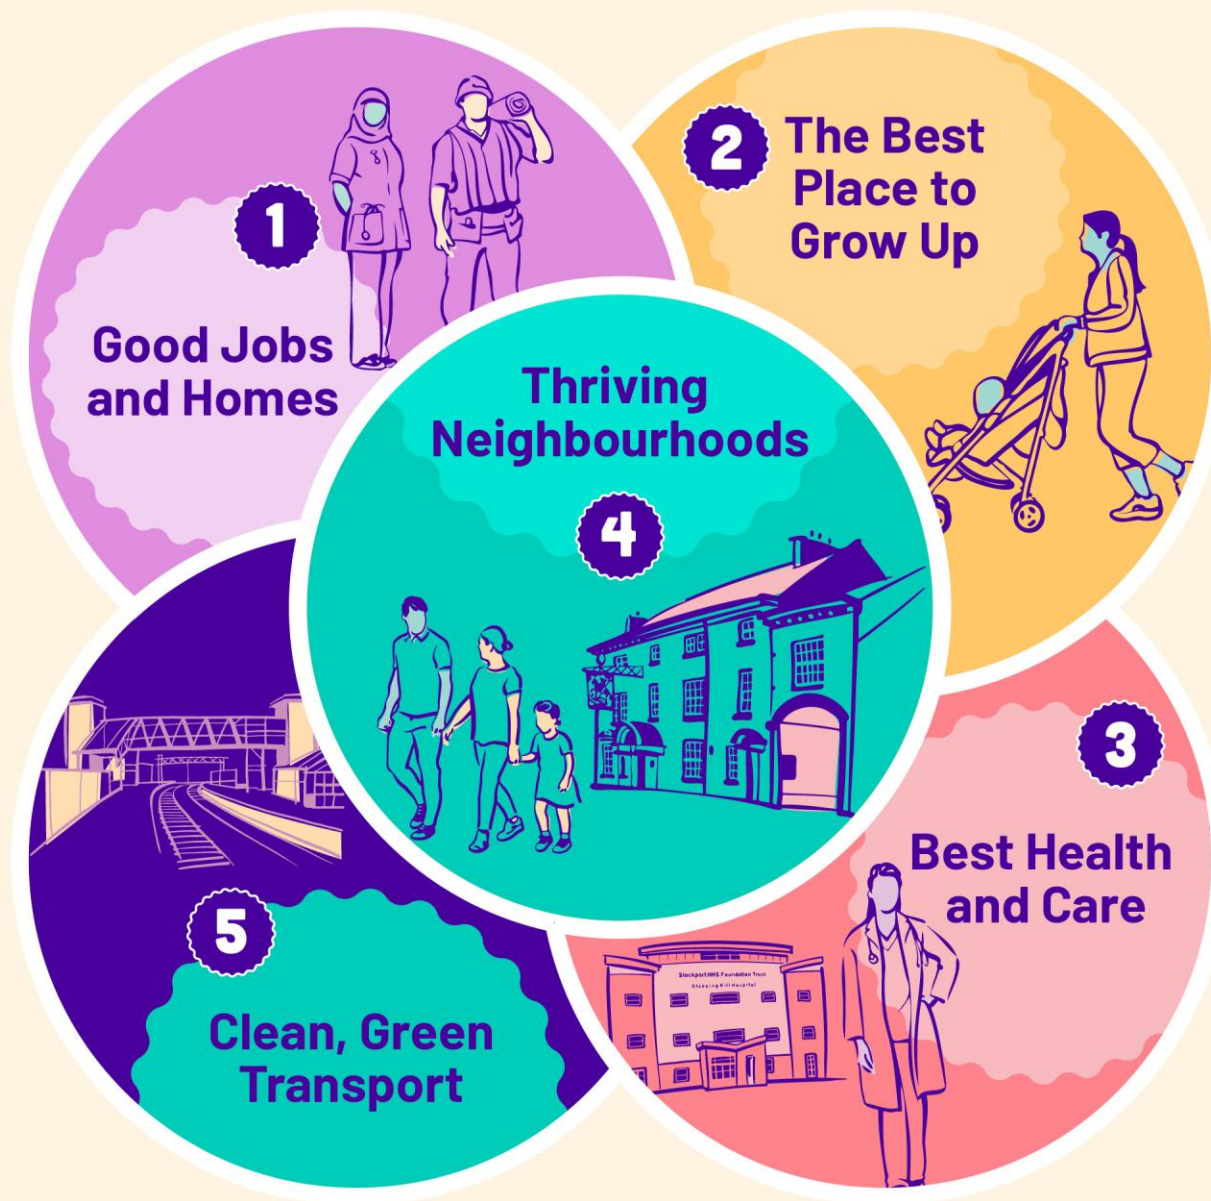 1
Good Jobs
and Homes
2
The Best
Place to
Grow Up
3
Best Health
and Care
Stockport NHS Foundation Trust
Stepping Hill Hospital
Thriving
Neighbourhoods
4
5
Clean, Green
Transport